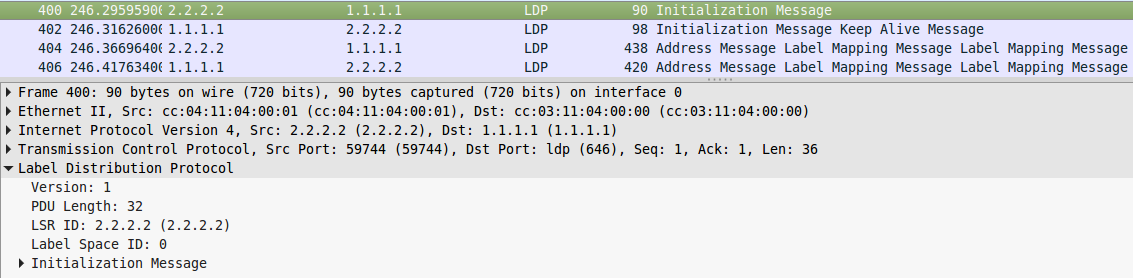 400 246.29595900 2.2.2.2 1.1.1.1 LDP 90 Initialization Message
402 246.31626000 1.1.1.1 2.2.2.2 LDP 98 Initialization Message Keep Alive Message
404 246.36696400 2.2.2.2 1.1.1.1 LDP 438 Address Message Label Mapping Message Label Mapping Message
406 246.41763400 1.1.1.1 2.2.2.2 LDP 420 Address Message Label Mapping Message Label Mapping Message
Frame 400: 90 bytes on wire (720 bits), 90 bytes captured (720 bits) on interface 0
Ethernet II, Src: cc:04:11:04:00:01 (cc:04:11:04:00:01), Dst: cc:03:11:04:00:00 (cc:03:11:04:00:00)
Internet Protocol Version 4, Src: 2.2.2.2 (2.2.2.2), Dst: 1.1.1.1 (1.1.1.1)
Transmission Control Protocol, Src Port: 59744 (59744), Dst Port: ldp (646), Seq: 1, Ack: 1, Len: 36
Label Distribution Protocol
Version: 1
PDU Length: 32
LSR ID: 2.2.2.2 (2.2.2.2)
Label Space ID: 0
Initialization Message